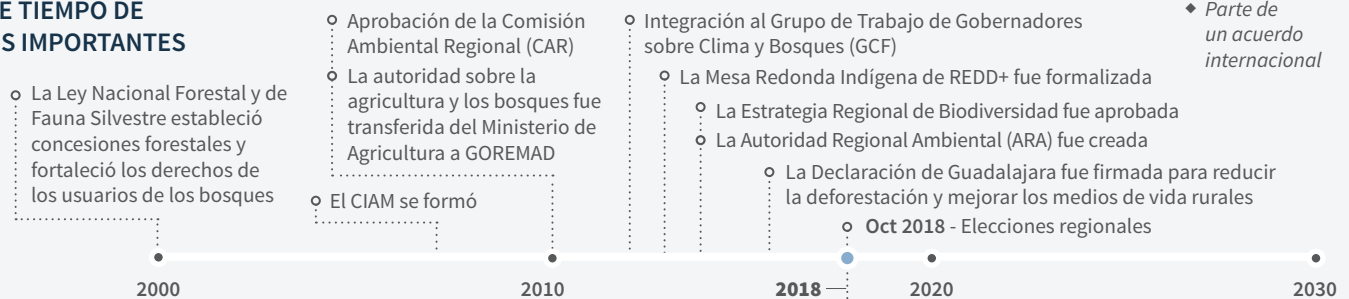 E TIEMPO DE
S IMPORTANTES
La Ley Nacional Forestal y de
Fauna Silvestre estableció
concesiones forestales y
fortaleció los derechos de
los usuarios de los bosques
Aprobación de la Comisión
Ambiental Regional (CAR)
La autoridad sobre la
agricultura y los bosques fue
transferida del Ministerio de
Agricultura a GOREMAD
El CIAM se formó
Integración al Grupo de Trabajo de Gobernadores
sobre Clima y Bosques (GCF)
La Mesa Redonda Indígena de REDD+ fue formalizada
La Estrategia Regional de Biodiversidad fue aprobada
La Autoridad Regional Ambiental (ARA) fue creada
La Declaración de Guadalajara fue firmada para reducir
la deforestación y mejorar los medios de vida rurales
Oct 2018 - Elecciones regionales
Parte de
un acuerdo
internacional
2000
2010
2018
2020
2030